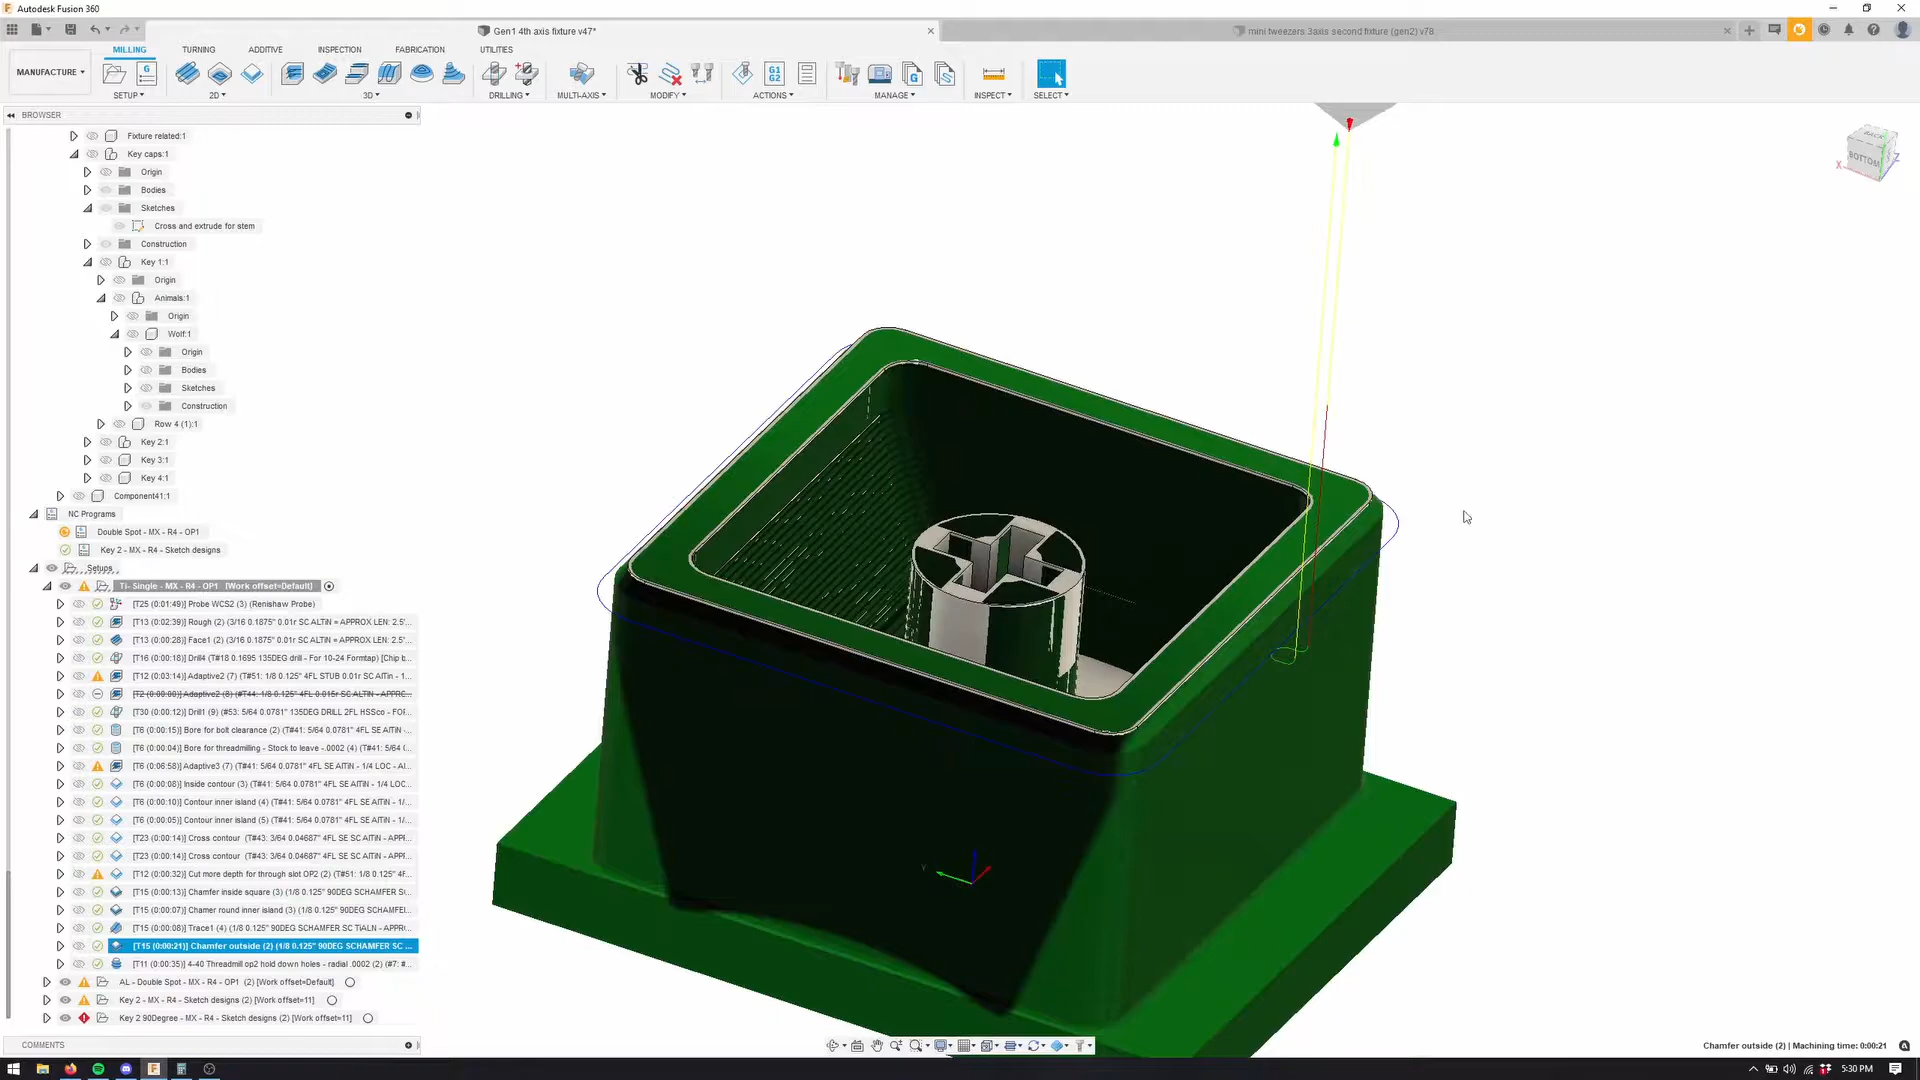 Autodesk Fusion 360
Gen1 4th axis fixture v47*
mini tweezers 3axis second fixture (gen2) v78
MILLING
TURNING
ADDITIVE
INSPECTION
FABRICATION
UTILITIES
MANUFACTURE
SETUP
2D
3D
DRILLING
MULTI-AXIS
MODIFY
ACTIONS
MANAGE
INSPECT
SELECT
G1
G2
BROWSER
Fixture related:1
Key caps:1
Origin
Bodies
Sketches
Cross and extrude for stem
Construction
Key 1:1
Origin
Animals:1
Origin
Wolf:1
Origin
Bodies
Sketches
Construction
Row 4 (1):1
Key 2:1
Key 3:1
Key 4:1
Component41:1
NC Programs
Double Spot - MX - R4 - OP1
Key 2 - MX - R4 - Sketch designs
Setups
Ti- Single - MX - R4 - OP1 [Work offset=Default]
[T25 (0:01:49)] Probe WCS2 (3) (Renishaw Probe)
[T13 (0:02:39)] Rough (2) (3/16 0.1875" 0.01r SC ALTiN = APPROX LEN: 2.5"...
[T13 (0:00:28)] Face1 (2) (3/16 0.1875" 0.01r SC ALTiN = APPROX LEN: 2.5"...
[T16 (0:00:18)] Drill4 (T#18 0.1695 135DEG drill - For 10-24 Formtap) [Chip b...
[T12 (0:03:14)] Adaptive2 (7) (T#51: 1/8 0.125" 4FL STUB 0.01r SC AlTin - 1...
[T2 (0:00:00)] Adaptive2 (8) (#T44: 1/8 0.125" 4FL 0.015r SC ALTiN - APPRO...
[T30 (0:00:12)] Drill1 (9) (#53: 5/64 0.0781" 135DEG DRILL 2FL HSSco - FOR...
[T6 (0:00:15)] Bore for bolt clearance (2) (T#41: 5/64 0.0781" 4FL SE AlTiN -...
[T6 (0:00:04)] Bore for threadmilling - Stock to leave -.0002 (4) (T#41: 5/64 (...
[T6 (0:06:58)] Adaptive3 (7) (T#41: 5/64 0.0781" 4FL SE AlTiN - 1/4 LOC - Al...
[T6 (0:00:08)] Inside contour (3) (T#41: 5/64 0.0781" 4FL SE AlTiN - 1/4 LOC...
[T6 (0:00:10)] Contour inner island (4) (T#41: 5/64 0.0781" 4FL SE AlTiN - 1/...
[T6 (0:00:05)] Contour inner island (5) (T#41: 5/64 0.0781" 4FL SE AlTiN - 1/...
[T23 (0:00:14)] Cross contour (T#43: 3/64 0.04687" 4FL SE SC AlTiN - APPI...
[T23 (0:00:14)] Cross contour (T#43: 3/64 0.04687" 4FL SE SC AlTiN - APPI...
[T12 (0:00:32)] Cut more depth for through slot OP2 (2) (T#51: 1/8 0.125" 4F...
[T15 (0:00:13)] Chamfer inside square (3) (1/8 0.125" 90DEG SCHAMFER S(...
[T15 (0:00:07)] Chamer round inner island (3) (1/8 0.125" 90DEG SCHAMFEI...
[T15 (0:00:08)] Trace1 (4) (1/8 0.125" 90DEG SCHAMFER SC TiALN - APPRO...
[T15 (0:00:21)] Chamfer outside (2) (1/8 0.125" 90DEG SCHAMFER SC ...
[T11 (0:00:35)] 4-40 Threadmill op2 hold down holes - radial .0002 (2) (#7: #...
AL - Double Spot - MX - R4 - OP1 (2) [Work offset=Default]
Key 2 - MX - R4 - Sketch designs (2) [Work offset=11]
Key 2 90Degree - MX - R4 - Sketch designs (2) [Work offset=11]
COMMENTS
BACK
BOTTOM
X
Z
Y
Chamfer outside (2) | Machining time: 0:00:21
5:30 PM